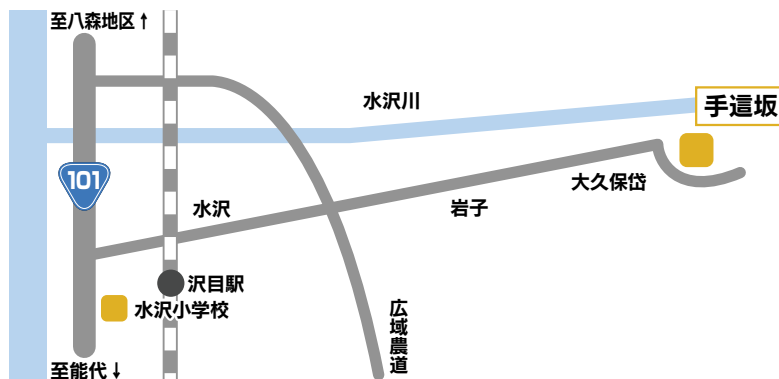 至八森地区↑
水沢川
手這坂
101
大久保岱
水沢
岩子
沢目駅
水沢小学校
広域農道
至能代↓